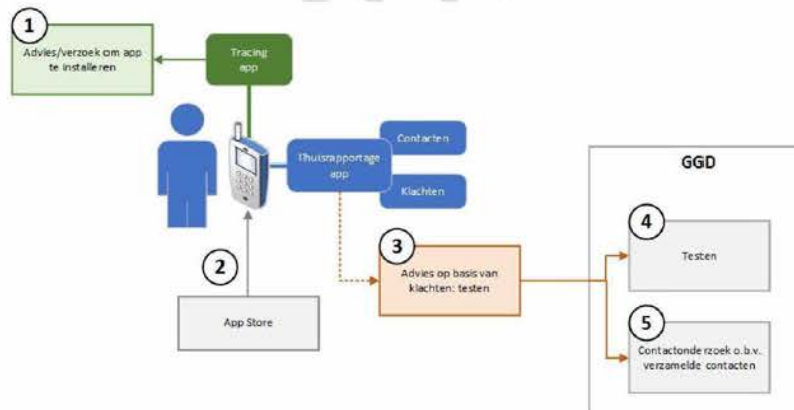 1
Advies/verzoek om app
te installeren
Tracing
app
Contacten
Thuisrapportage
app
Klachten
2
App Store
3
Advies op basis van
klachten: testen
GGD
4
Testen
5
Contactonderzoek o.b.v.
verzamelde contacten